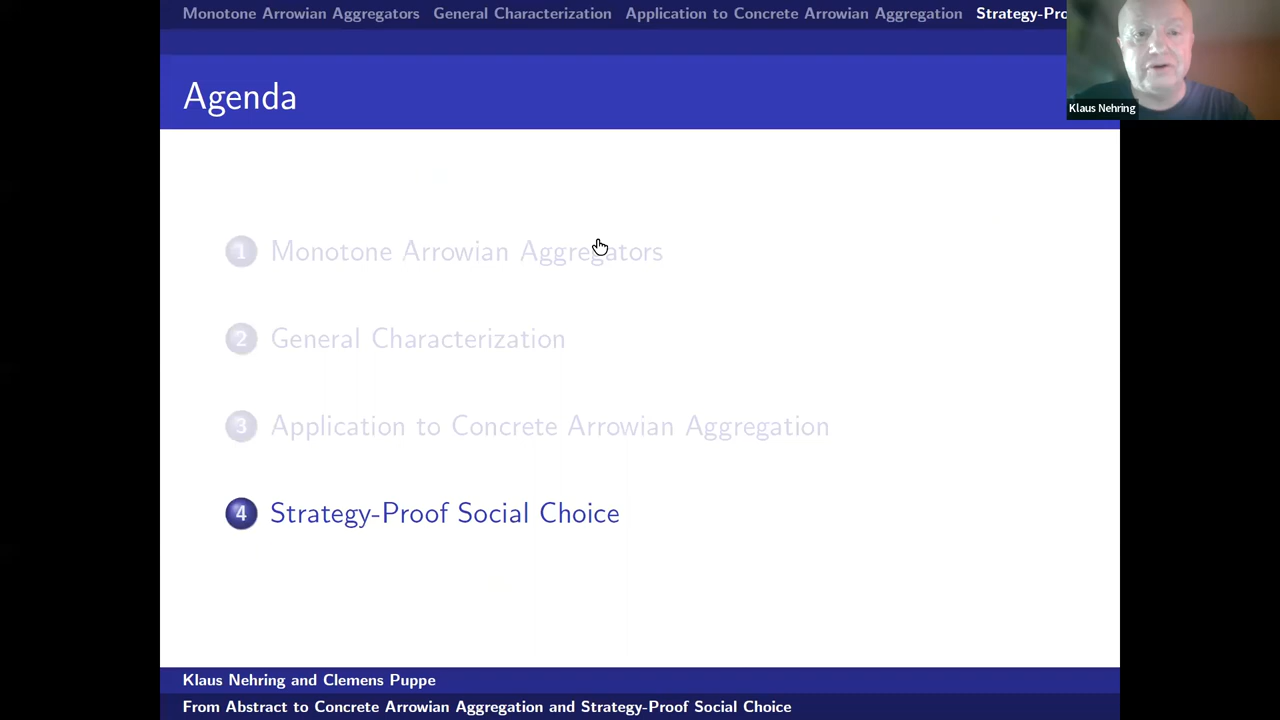 Monotone Arrowian Aggregators General Characterization Application to Concrete Arrowian Aggregation Strategy-Pro
Klaus Nehring
Agenda
1 Monotone Arrowian Aggregators
2 General Characterization
3 Application to Concrete Arrowian Aggregation
4 Strategy-Proof Social Choice
Klaus Nehring and Clemens Puppe
From Abstract to Concrete Arrowian Aggregation and Strategy-Proof Social Choice